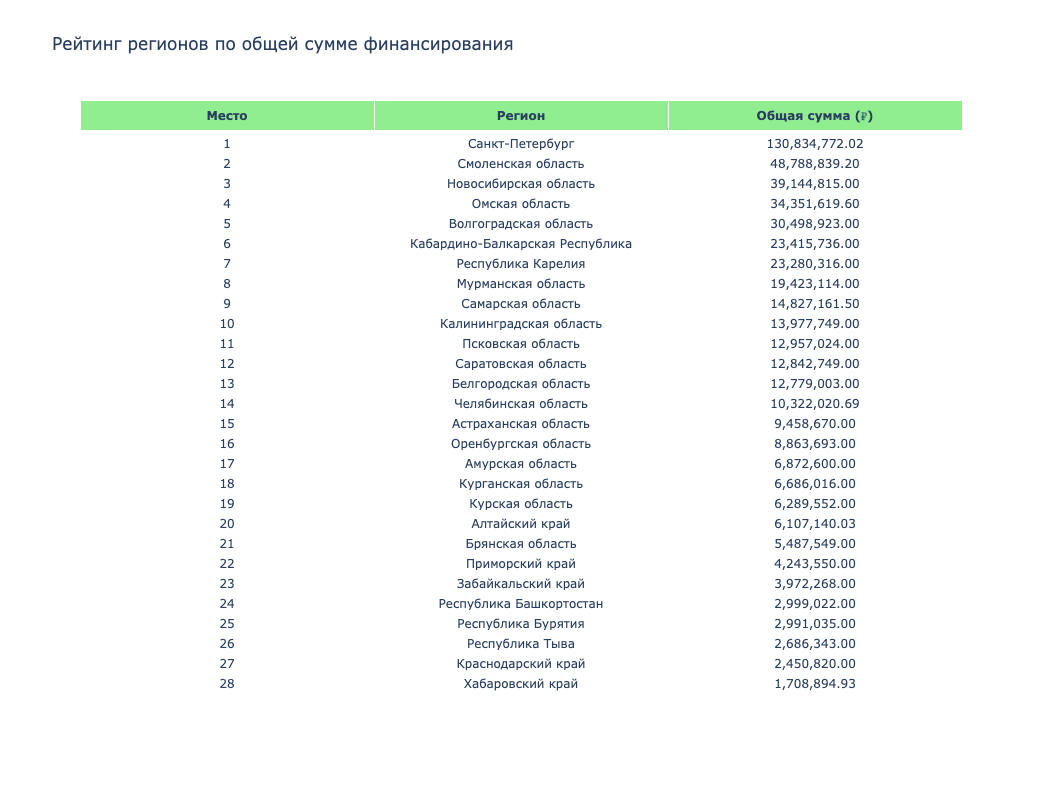 Рейтинг регионов по общей сумме финансирования
Место Регион Общая сумма (₽)
1 Санкт-Петербург 130,834,772.02
2 Смоленская область 48,788,839.20
3 Новосибирская область 39,144,815.00
4 Омская область 34,351,619.60
5 Волгоградская область 30,498,923.00
6 Кабардино-Балкарская Республика 23,415,736.00
7 Республика Карелия 23,280,316.00
8 Мурманская область 19,423,114.00
9 Самарская область 14,827,161.50
10 Калининградская область 13,977,749.00
11 Псковская область 12,957,024.00
12 Саратовская область 12,842,749.00
13 Белгородская область 12,779,003.00
14 Челябинская область 10,322,020.69
15 Астраханская область 9,458,670.00
16 Оренбургская область 8,863,693.00
17 Амурская область 6,872,600.00
18 Курганская область 6,686,016.00
19 Курская область 6,289,552.00
20 Алтайский край 6,107,140.03
21 Брянская область 5,487,549.00
22 Приморский край 4,243,550.00
23 Забайкальский край 3,972,268.00
24 Республика Башкортостан 2,999,022.00
25 Республика Бурятия 2,991,035.00
26 Республика Тыва 2,686,343.00
27 Краснодарский край 2,450,820.00
28 Хабаровский край 1,708,894.93